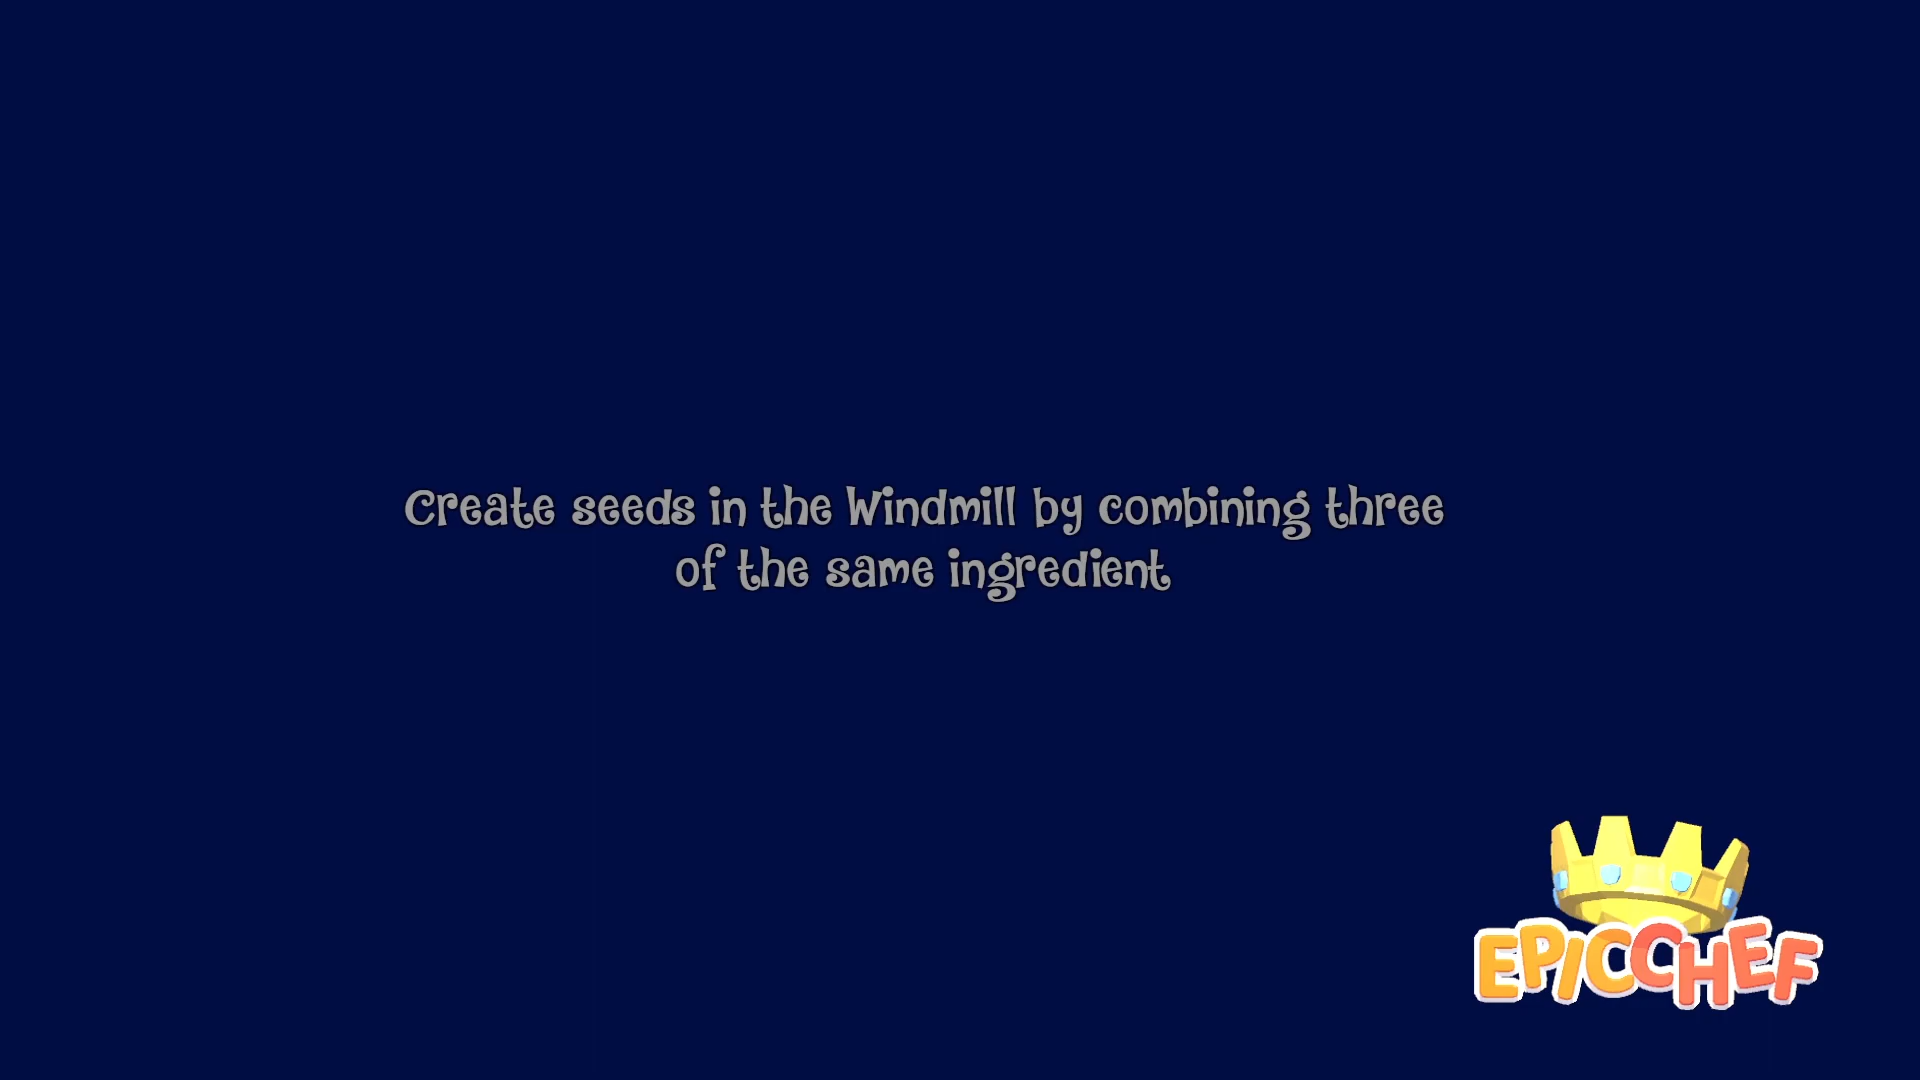 Create seeds in the Windmill by combining three
of the same ingredient
EPICCHEF